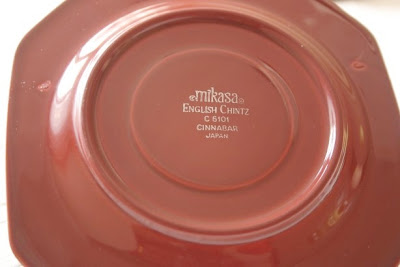 mikasa
ENGLISH CHINTZ
C 6101
CINNABAR
JAPAN